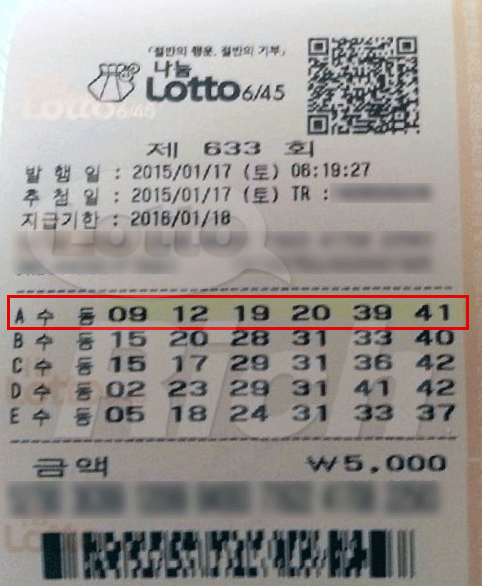 「절반의 행운, 절반의 기부」
나눔
Lotto 6/45
제 633 회
발 행 일 : 2015/01/17 (토) 06:19:27
추 첨 일 : 2015/01/17 (토) TR :
지급기한 : 2016/01/18
A 수 동 09 12 19 20 39 41
B 수 동 15 20 28 31 33 40
C 수 동 15 17 29 31 36 42
D 수 동 02 23 29 31 41 42
E 수 동 05 18 24 31 33 37
금액 ₩5,000
Lotto Rich